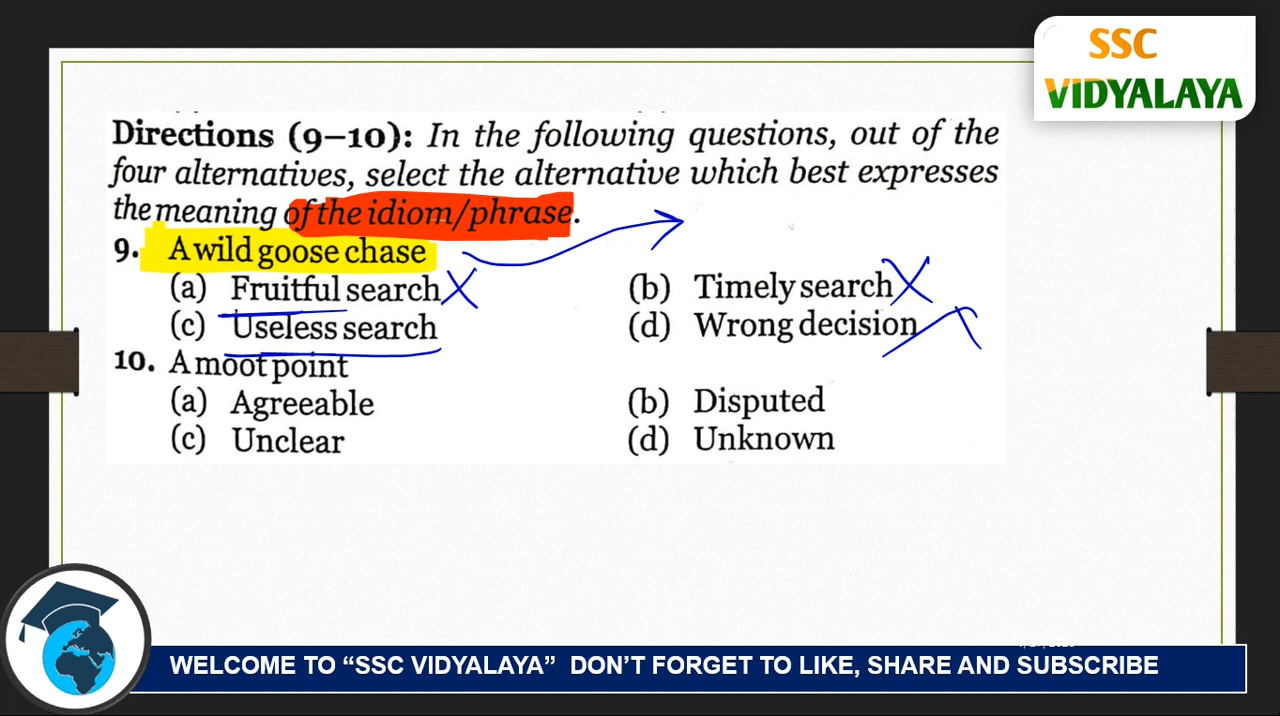 SSC
VIDYALAYA
Directions (9–10): In the following questions, out of the
four alternatives, select the alternative which best expresses
the meaning of the idiom/phrase.
9. A wild goose chase
(a) Fruitful search (b) Timely search
(c) Useless search (d) Wrong decision
10. A moot point
(a) Agreeable (b) Disputed
(c) Unclear (d) Unknown
WELCOME TO “SSC VIDYALAYA” DON’T FORGET TO LIKE, SHARE AND SUBSCRIBE